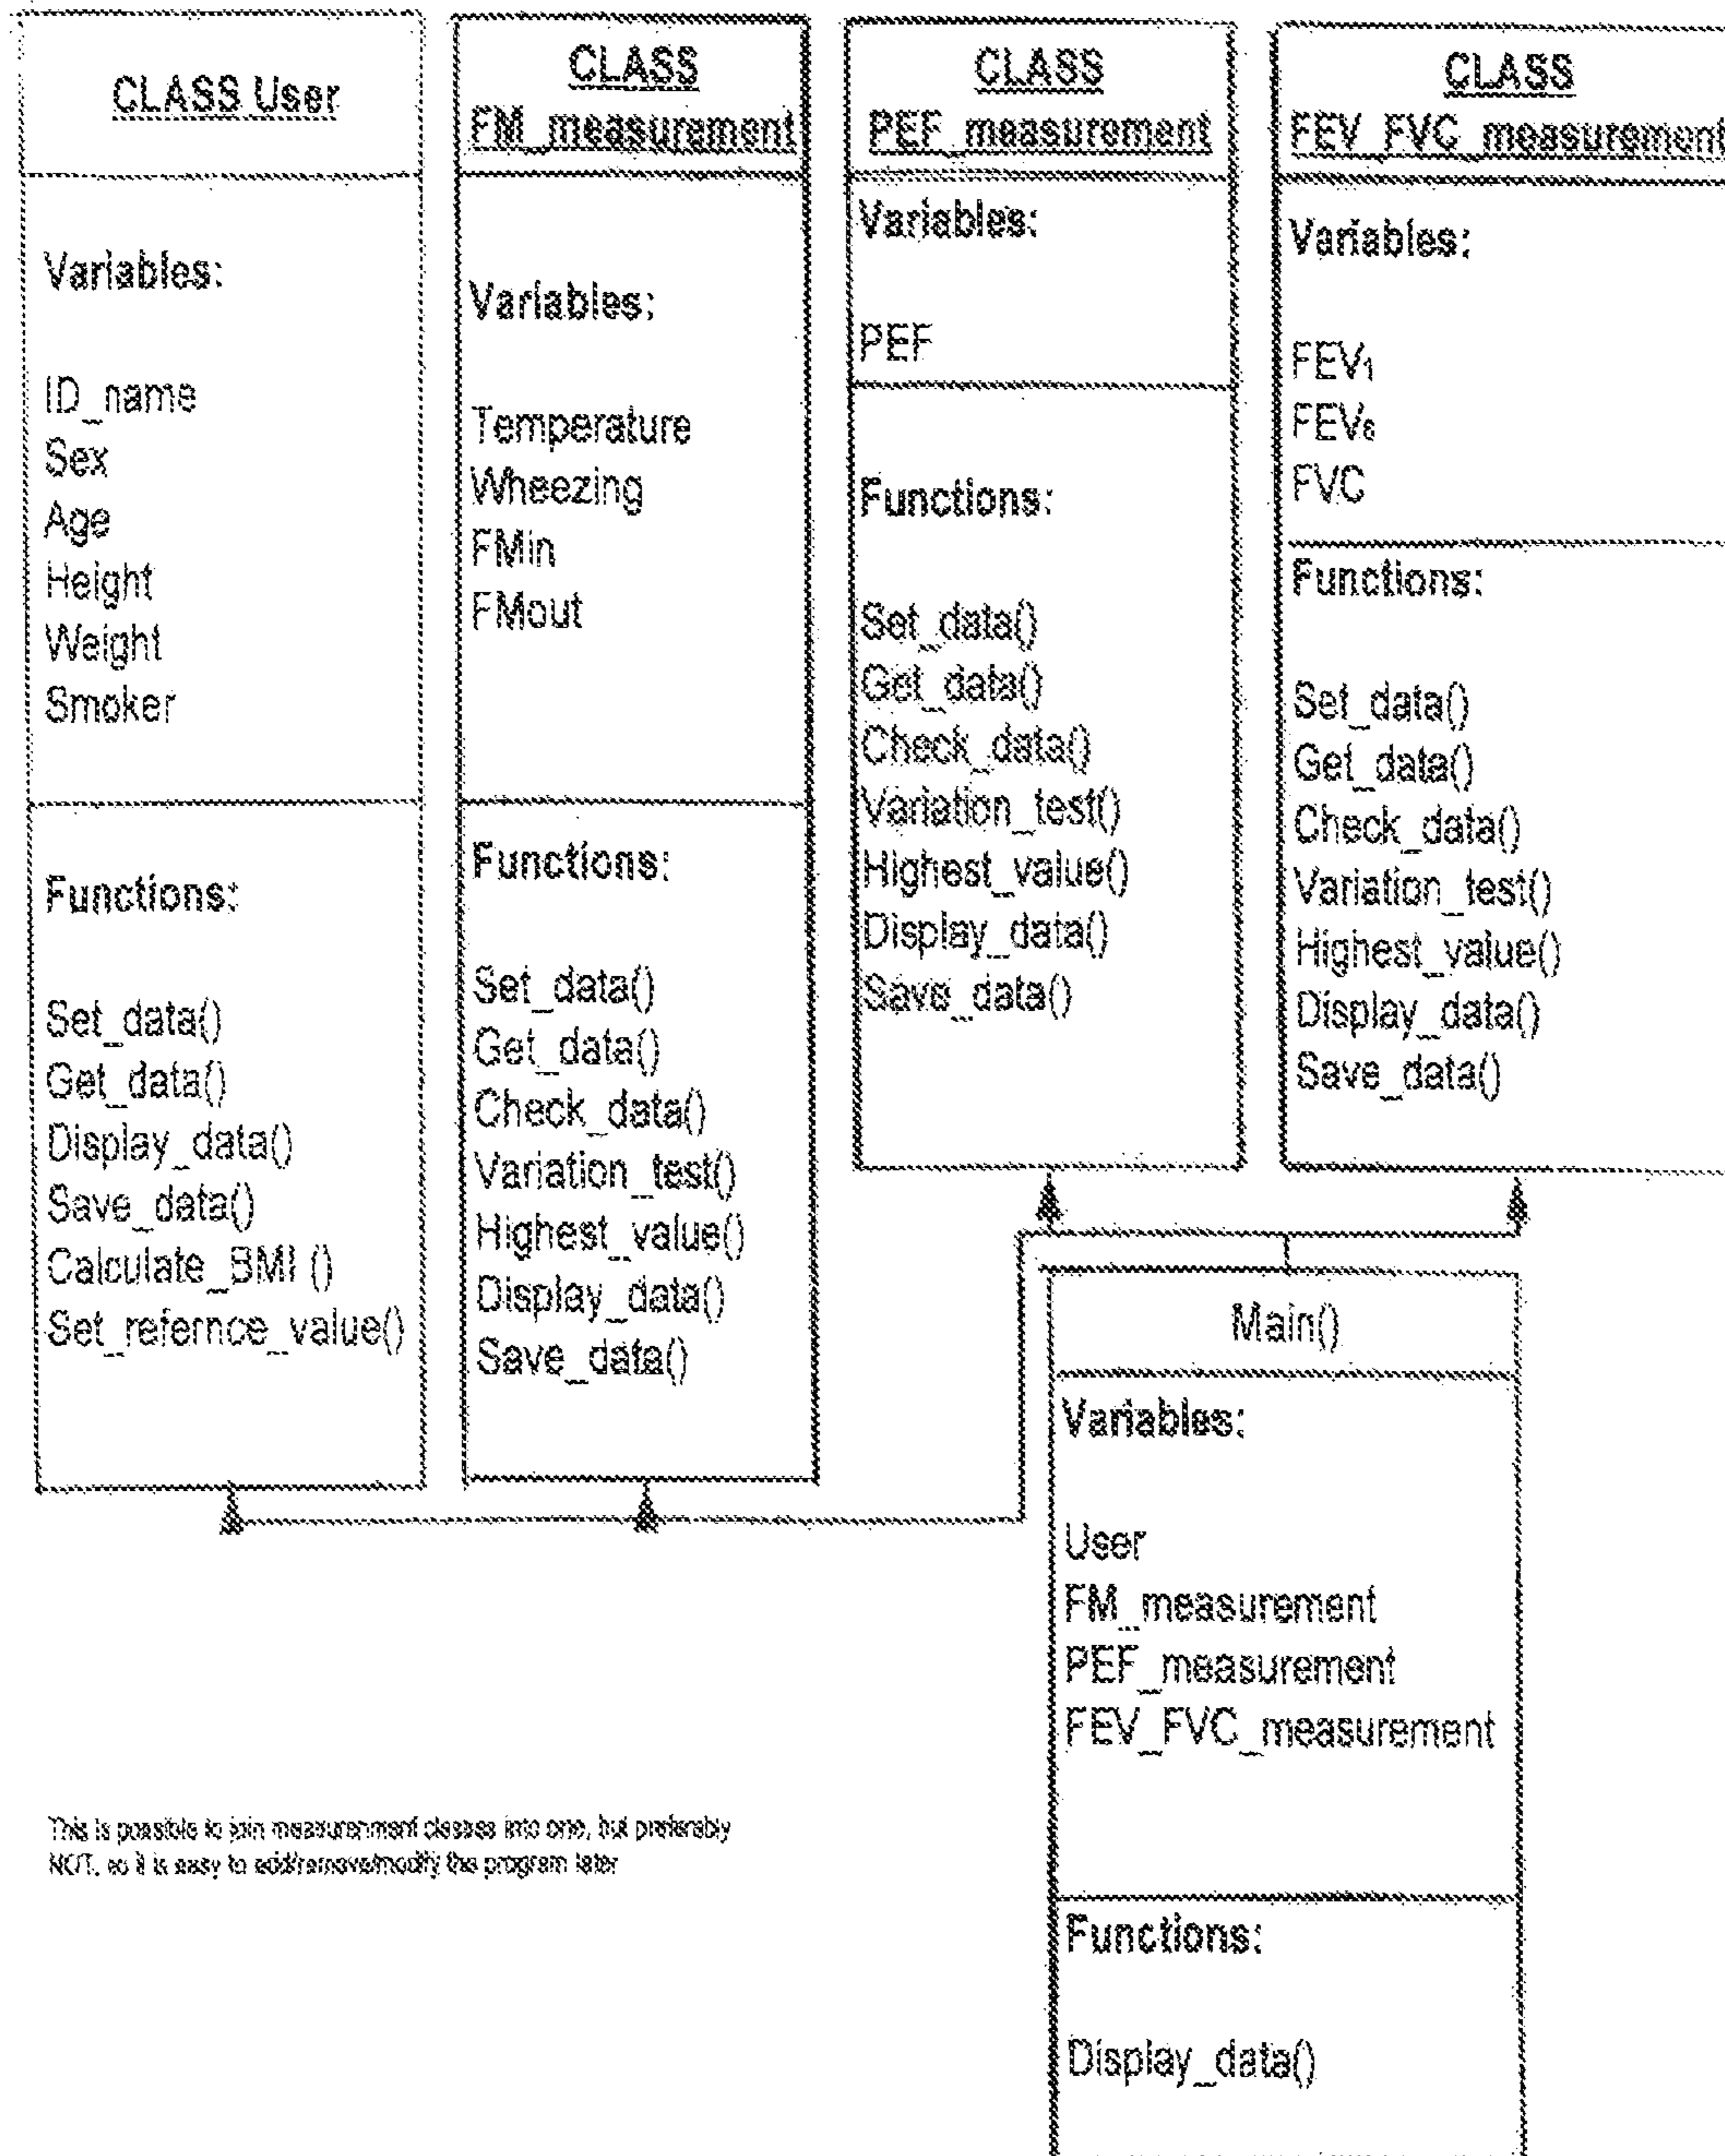 CLASS User
Variables:
ID_name
Sex
Age
Height
Weight
Smoker
Functions:
Set_data()
Get_data()
Display_data()
Save_data()
Calculate_BMI ()
Set_refernce_value()
CLASS
FM_measurement
Variables:
Temperature
Wheezing
FMin
FMout
Functions:
Set_data()
Get_data()
Check_data()
Variation_test()
Highest_value()
Display_data()
Save_data()
CLASS
PEF_measurement
Variables:
PEF
Functions:
Set_data()
Get_data()
Check_data()
Variation_test()
Highest_value()
Display_data()
Save_data()
CLASS
FEV_FVC_measurement
Variables:
FEV₁
FEV₆
FVC
Functions:
Set_data()
Get_data()
Check_data()
Variation_test()
Highest_value()
Display_data()
Save_data()
Main()
Variables:
User
FM_measurement
PEF_measurement
FEV_FVC_measurement
Functions:
Display_data()
This is possible to join measurenment classes into one, but preferably
NOT, so it is easy to add/remove/modify the program later